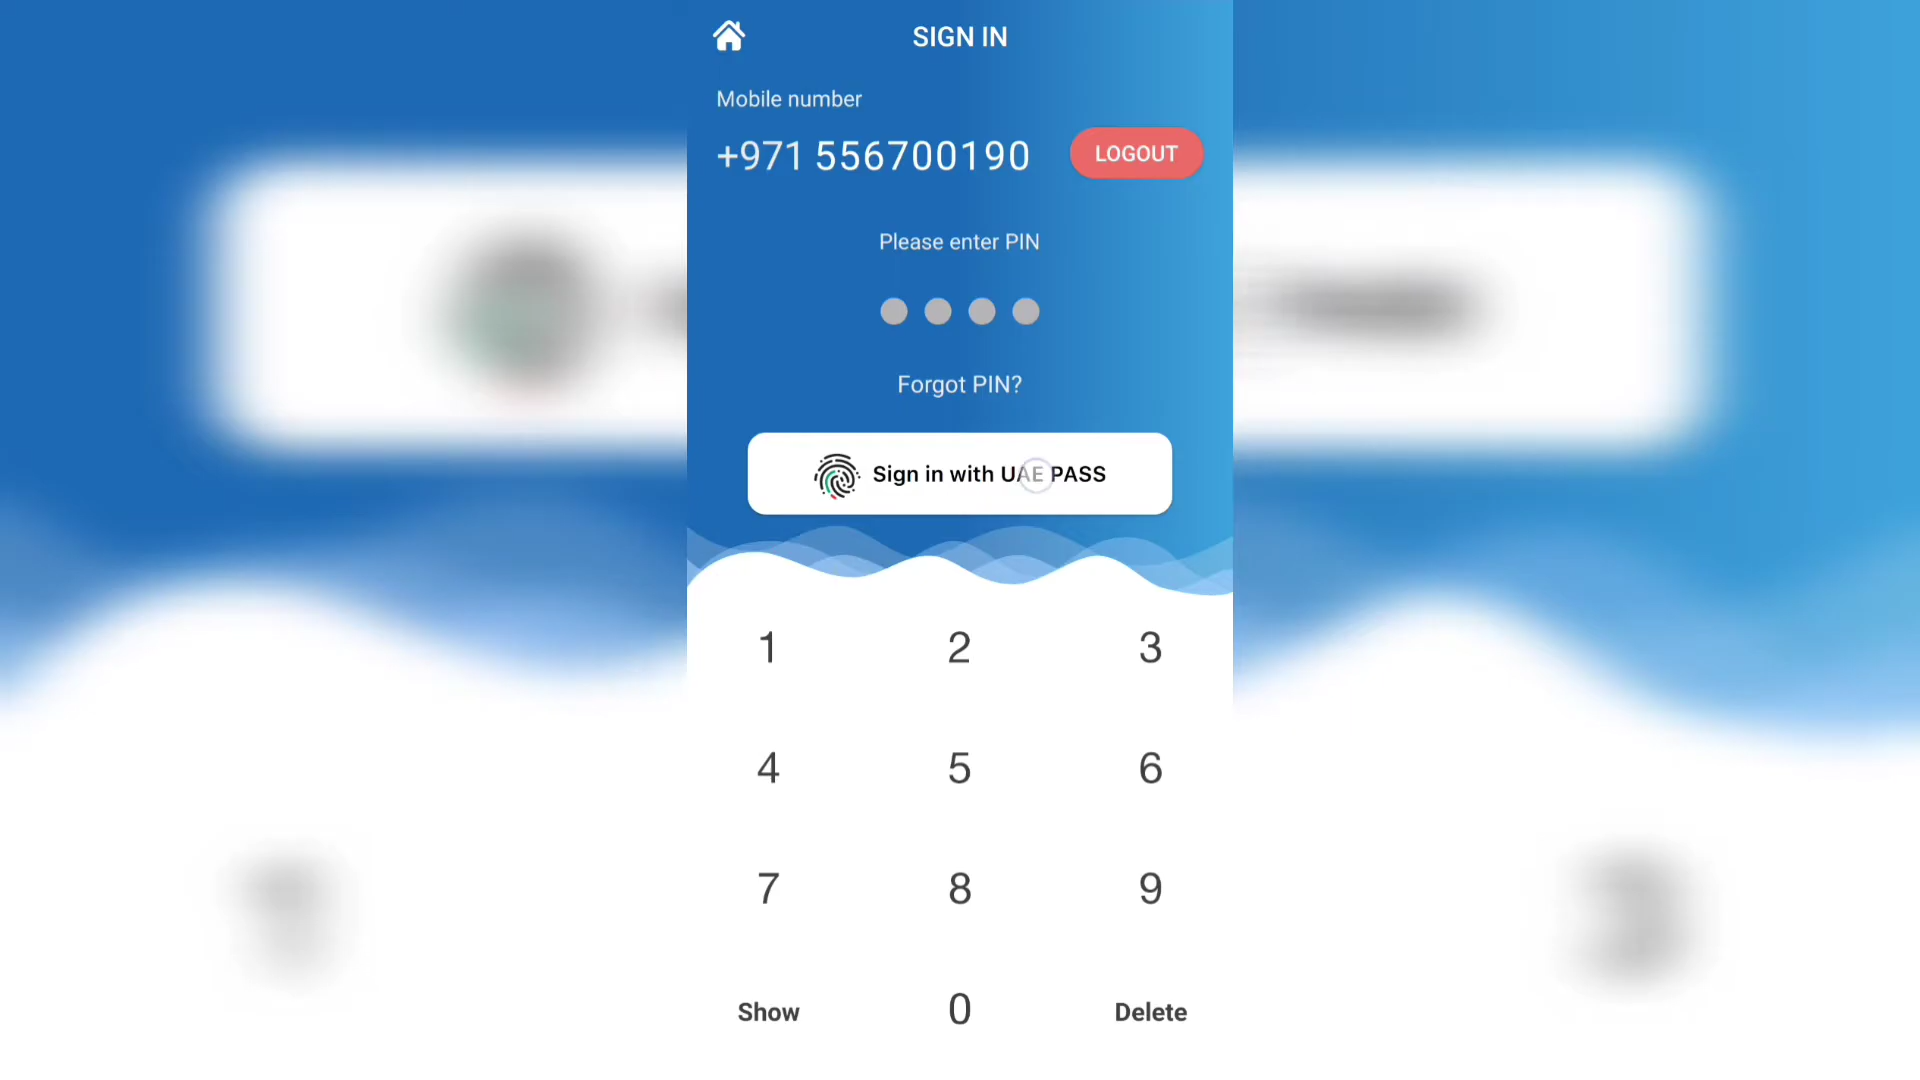 SIGN IN
Mobile number
+971 556700190
LOGOUT
Please enter PIN
Forgot PIN?
Sign in with UAE PASS
1 2 3
4 5 6
7 8 9
Show 0 Delete